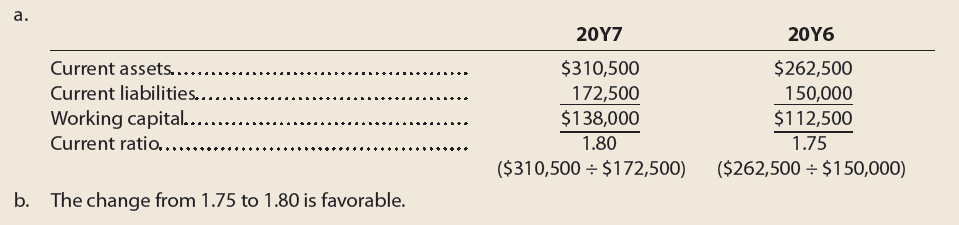 a.
20Y7 20Y6
Current assets.................................................... $310,500 $262,500
Current liabilities................................................ 172,500 150,000
Working capital.................................................. $138,000 $112,500
Current ratio...................................................... 1.80 1.75
($310,500 ÷ $172,500) ($262,500 ÷ $150,000)
b. The change from 1.75 to 1.80 is favorable.